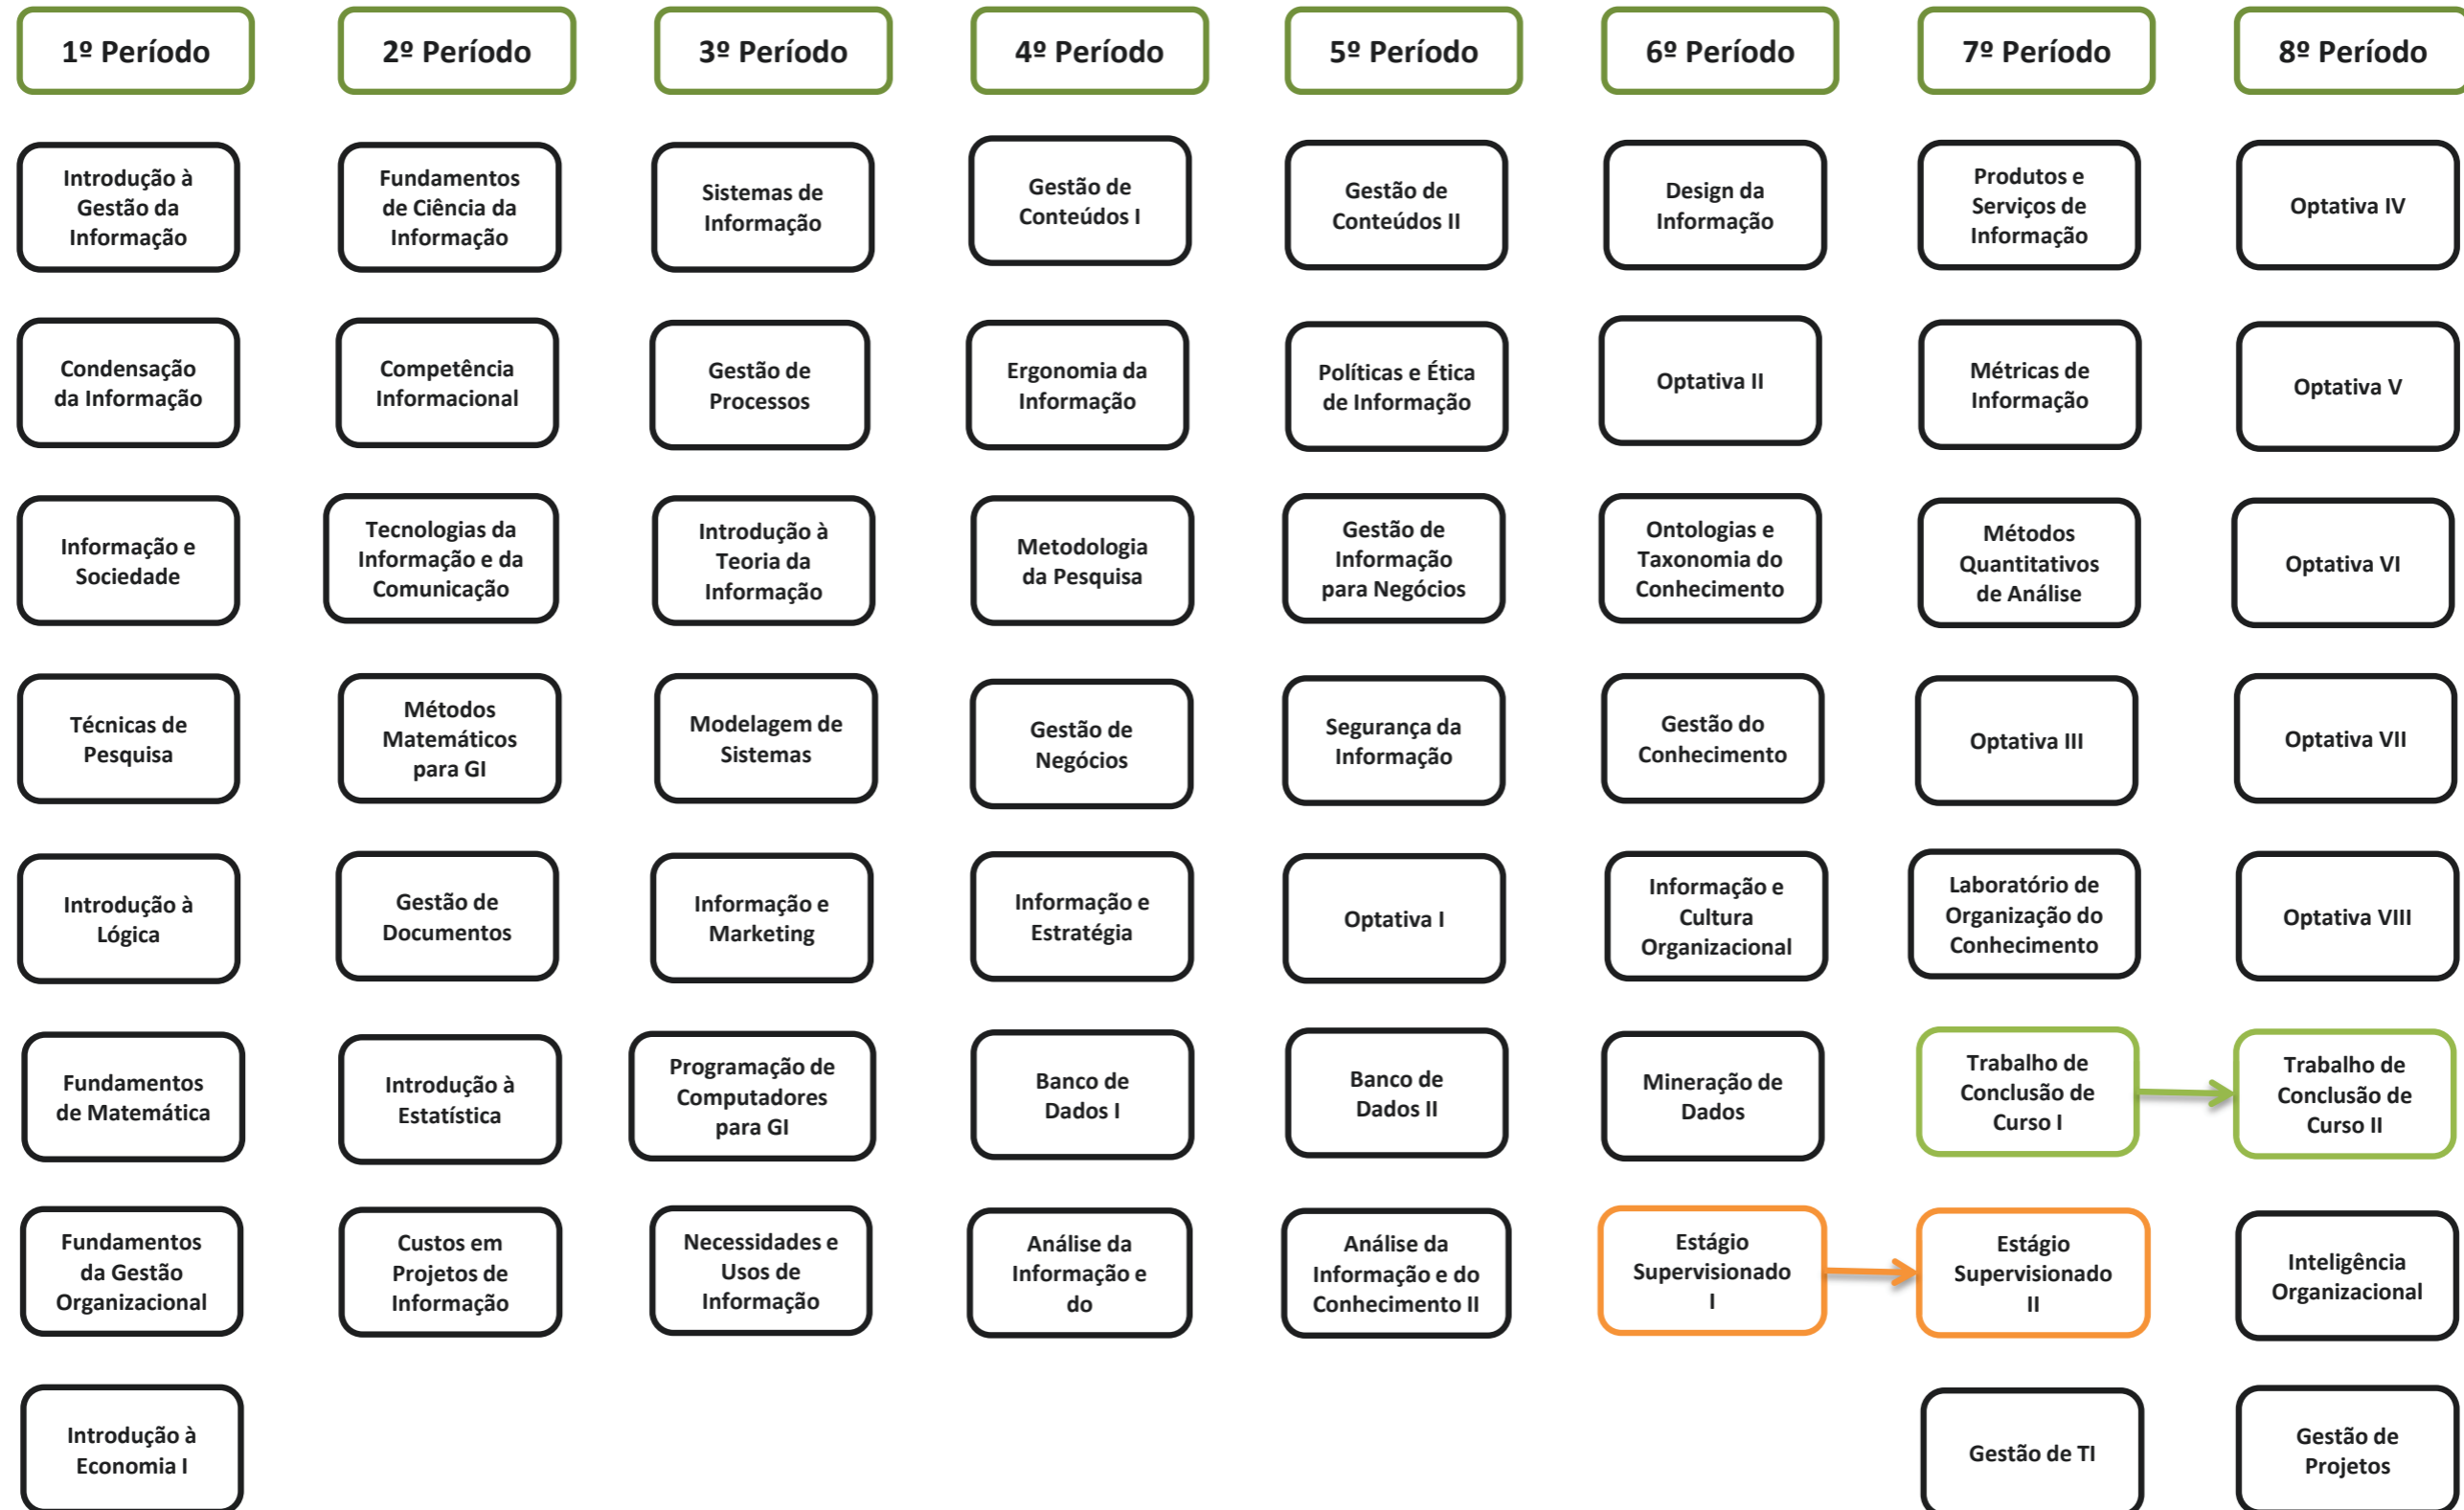 1º Período
2º Período
3º Período
4º Período
5º Período
6º Período
7º Período
8º Período
Introdução à
Gestão da
Informação
Fundamentos
de Ciência da
Informação
Sistemas de
Informação
Gestão de
Conteúdos I
Gestão de
Conteúdos II
Design da
Informação
Produtos e
Serviços de
Informação
Optativa IV
Condensação
da Informação
Competência
Informacional
Gestão de
Processos
Ergonomia da
Informação
Políticas e Ética
de Informação
Optativa II
Métricas de
Informação
Optativa V
Informação e
Sociedade
Tecnologias da
Informação e da
Comunicação
Introdução à
Teoria da
Informação
Metodologia
da Pesquisa
Gestão de
Informação
para Negócios
Ontologias e
Taxonomia do
Conhecimento
Métodos
Quantitativos
de Análise
Optativa VI
Técnicas de
Pesquisa
Métodos
Matemáticos
para GI
Modelagem de
Sistemas
Gestão de
Negócios
Segurança da
Informação
Gestão do
Conhecimento
Optativa III
Optativa VII
Introdução à
Lógica
Gestão de
Documentos
Informação e
Marketing
Informação e
Estratégia
Optativa I
Informação e
Cultura
Organizacional
Laboratório de
Organização do
Conhecimento
Optativa VIII
Fundamentos
de Matemática
Introdução à
Estatística
Programação de
Computadores
para GI
Banco de
Dados I
Banco de
Dados II
Mineração de
Dados
Trabalho de
Conclusão de
Curso I
Trabalho de
Conclusão de
Curso II
Fundamentos
da Gestão
Organizacional
Custos em
Projetos de
Informação
Necessidades e
Usos de
Informação
Análise da
Informação e
do
Análise da
Informação e do
Conhecimento II
Estágio
Supervisionado
I
Estágio
Supervisionado
II
Inteligência
Organizacional
Introdução à
Economia I
Gestão de TI
Gestão de
Projetos